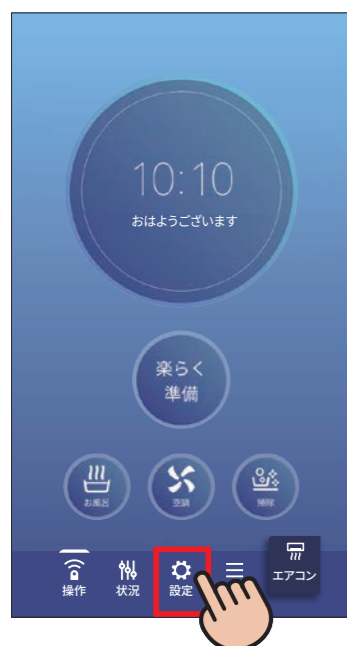 10:10
おはようございます
楽らく
準備
お風呂
空調
掃除
操作
状況
設定
エアコン